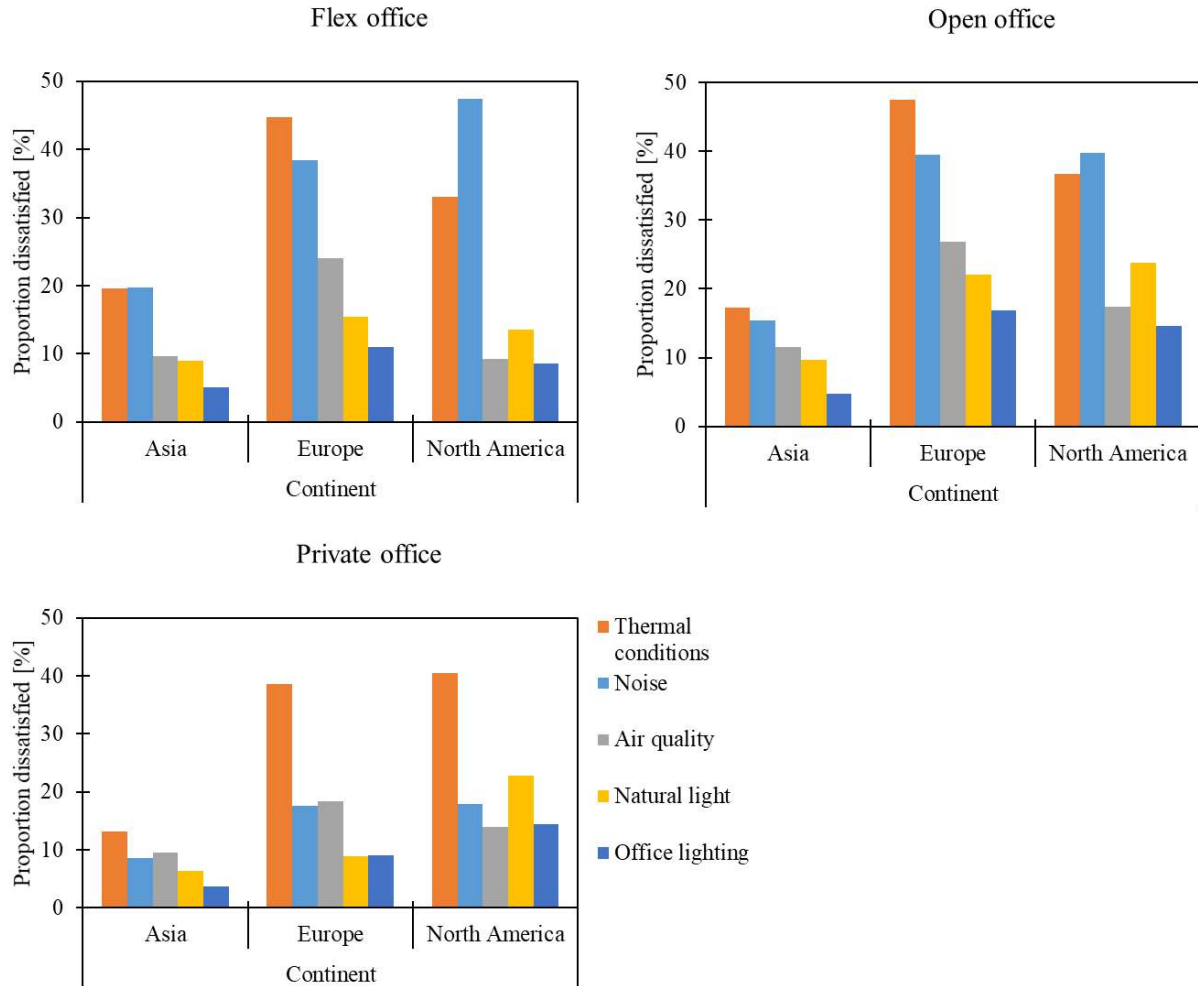 Flex office
Proportion dissatisfied [%]
50
40
30
20
10
0
Asia Europe North America
Continent
Open office
Proportion dissatisfied [%]
50
40
30
20
10
0
Asia Europe North America
Continent
Private office
Proportion dissatisfied [%]
50
40
30
20
10
0
Asia Europe North America
Continent
Thermal
conditions
Noise
Air quality
Natural light
Office lighting